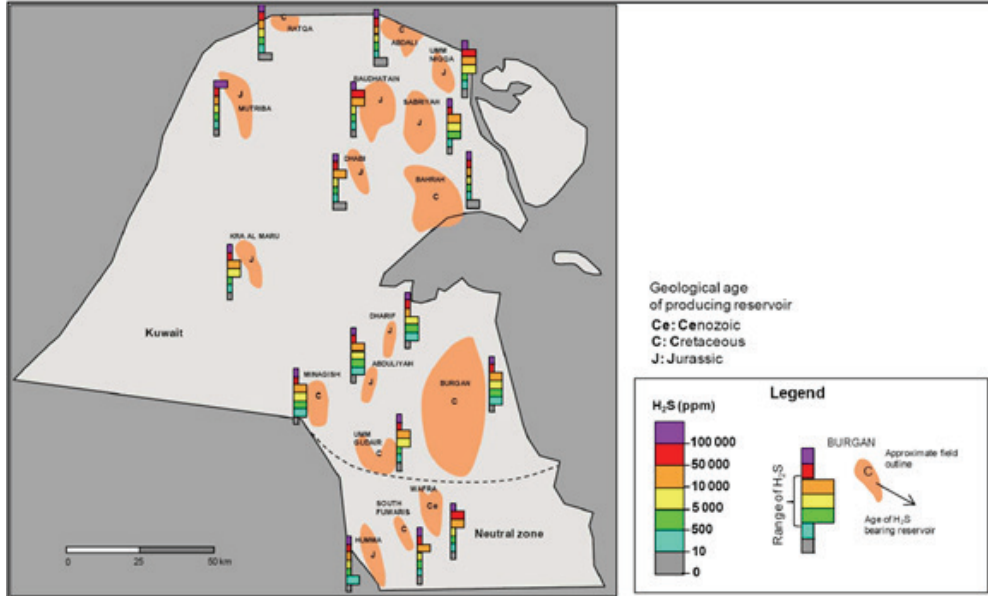 RATQA
C
C
ABDALI
UMM
NIGGA
J
RAUDHATAIN
J
MUTRIBA
J
SABRIYAH
J
DHABI
J
BAHRAH
C
KRA AL MARU
J
Kuwait
DHARIF
J
ABDULIYAH
J
MINAGISH
C
BURGAN
C
UMM
GUDAIR
C
WAFRA
Ce
SOUTH
FUWARIS
C
HUMMA
J
Neutral zone
0 25 50 km
Geological age
of producing reservoir
Ce: Cenozoic
C: Cretaceous
J: Jurassic
Legend
H₂S (ppm)
100 000
50 000
10 000
5 000
500
10
0
Range of H₂S
BURGAN
C
Approximate field
outline
Age of H₂S
bearing reservoir